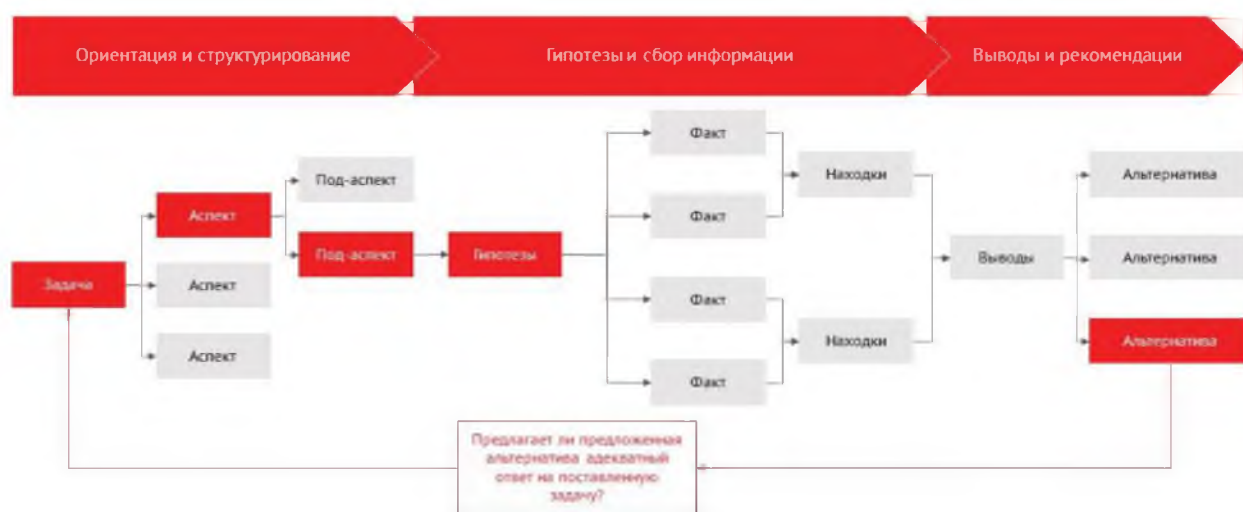 Ориентация и структурирование
Гипотезы и сбор информации
Выводы и рекомендации
Задача
Аспект
Аспект
Аспект
Под-аспект
Под-аспект
Гипотезы
Факт
Факт
Факт
Факт
Находки
Находки
Выводы
Альтернатива
Альтернатива
Альтернатива
Предлагает ли предложенная
альтернатива адекватный
ответ на поставленную
задачу?